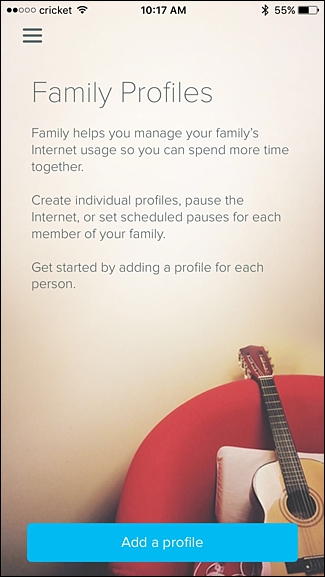 cricket 10:17 AM 55%
Family Profiles
Family helps you manage your family's
Internet usage so you can spend more time
together.
Create individual profiles, pause the
Internet, or set scheduled pauses for each
member of your family.
Get started by adding a profile for each
person.
Add a profile